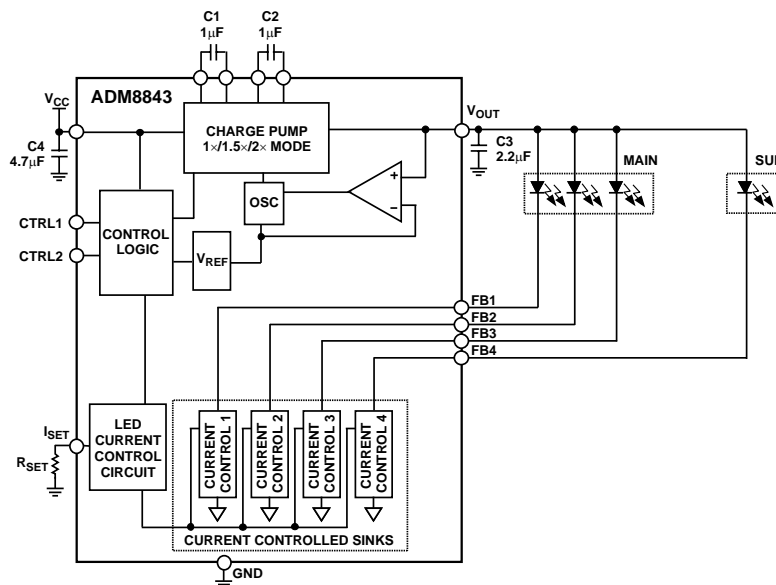 C1
1μF
C2
1μF
ADM8843
VCC
C4
4.7μF
CHARGE PUMP
1×/1.5×/2× MODE
VOUT
C3
2.2μF
MAIN
SUB
+
–
OSC
CTRL1
CTRL2
CONTROL
LOGIC
VREF
FB1
FB2
FB3
FB4
ISET
RSET
LED
CURRENT
CONTROL
CIRCUIT
CURRENT
CONTROL 1
CURRENT
CONTROL 2
CURRENT
CONTROL 3
CURRENT
CONTROL 4
CURRENT CONTROLLED SINKS
GND